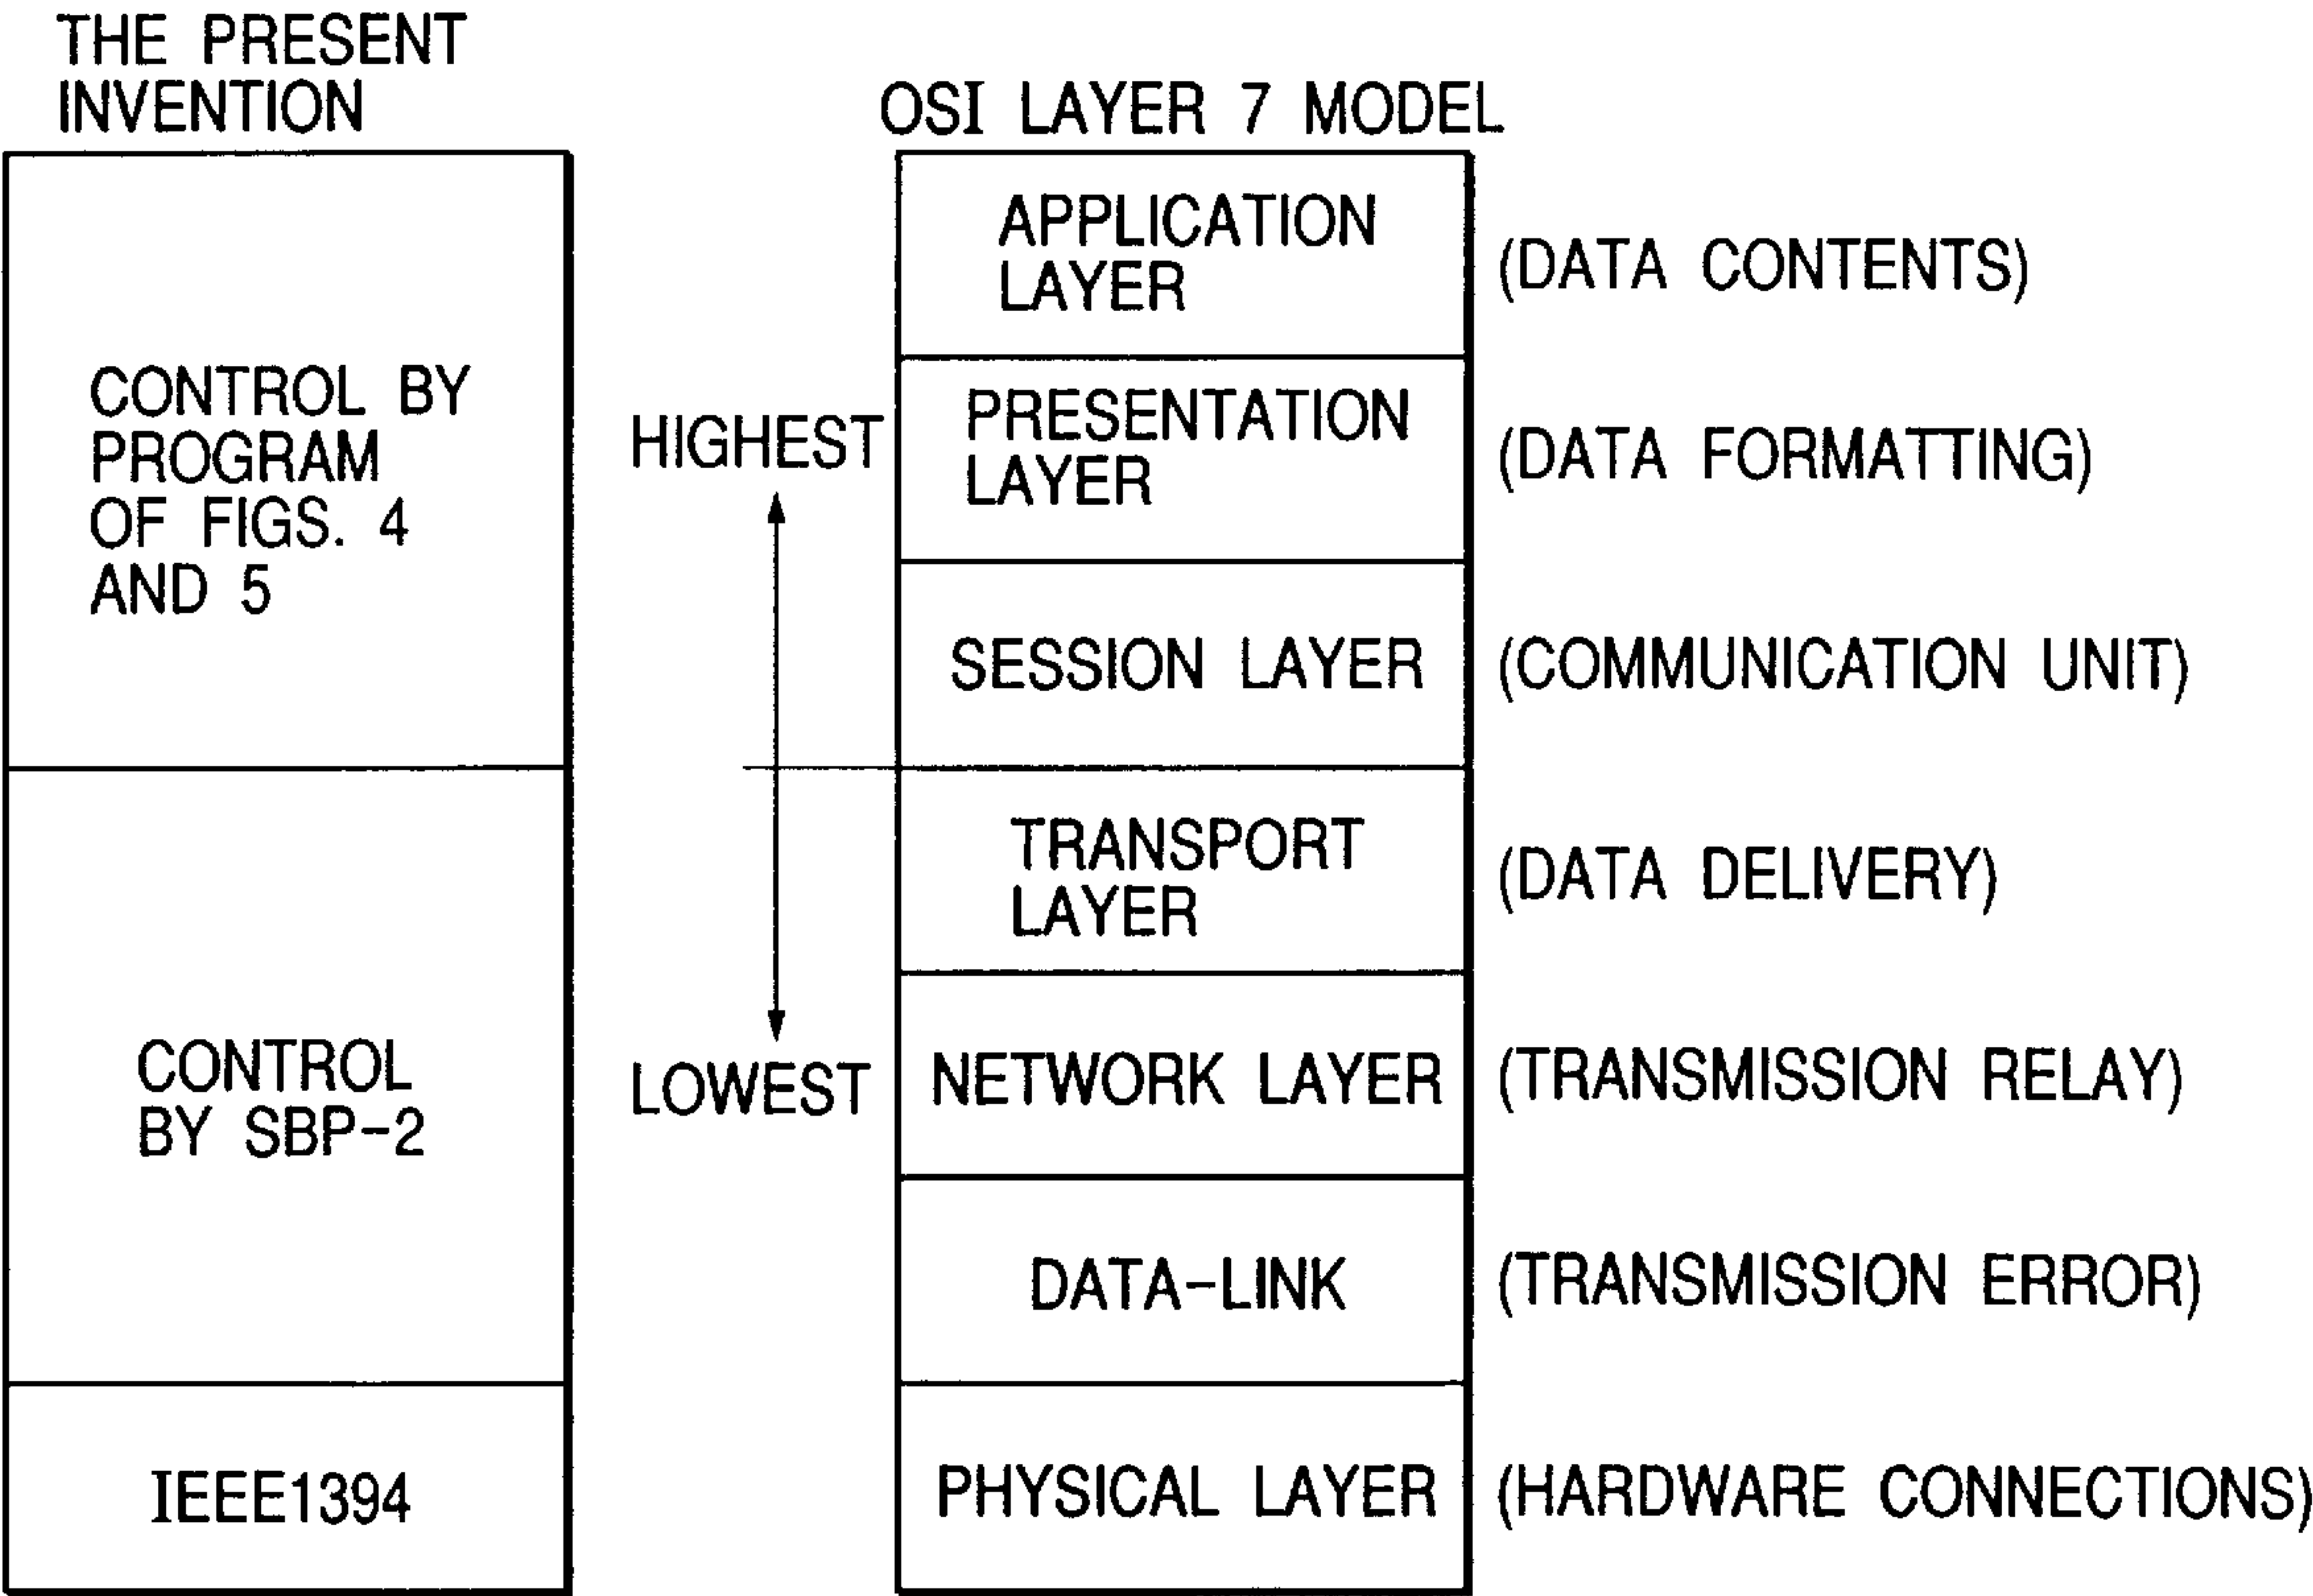 THE PRESENT
INVENTION
CONTROL BY
PROGRAM
OF FIGS. 4
AND 5
CONTROL
BY SBP-2
IEEE1394
HIGHEST
LOWEST
OSI LAYER 7 MODEL
APPLICATION
LAYER
(DATA CONTENTS)
PRESENTATION
LAYER
(DATA FORMATTING)
SESSION LAYER
(COMMUNICATION UNIT)
TRANSPORT
LAYER
(DATA DELIVERY)
NETWORK LAYER
(TRANSMISSION RELAY)
DATA-LINK
(TRANSMISSION ERROR)
PHYSICAL LAYER
(HARDWARE CONNECTIONS)